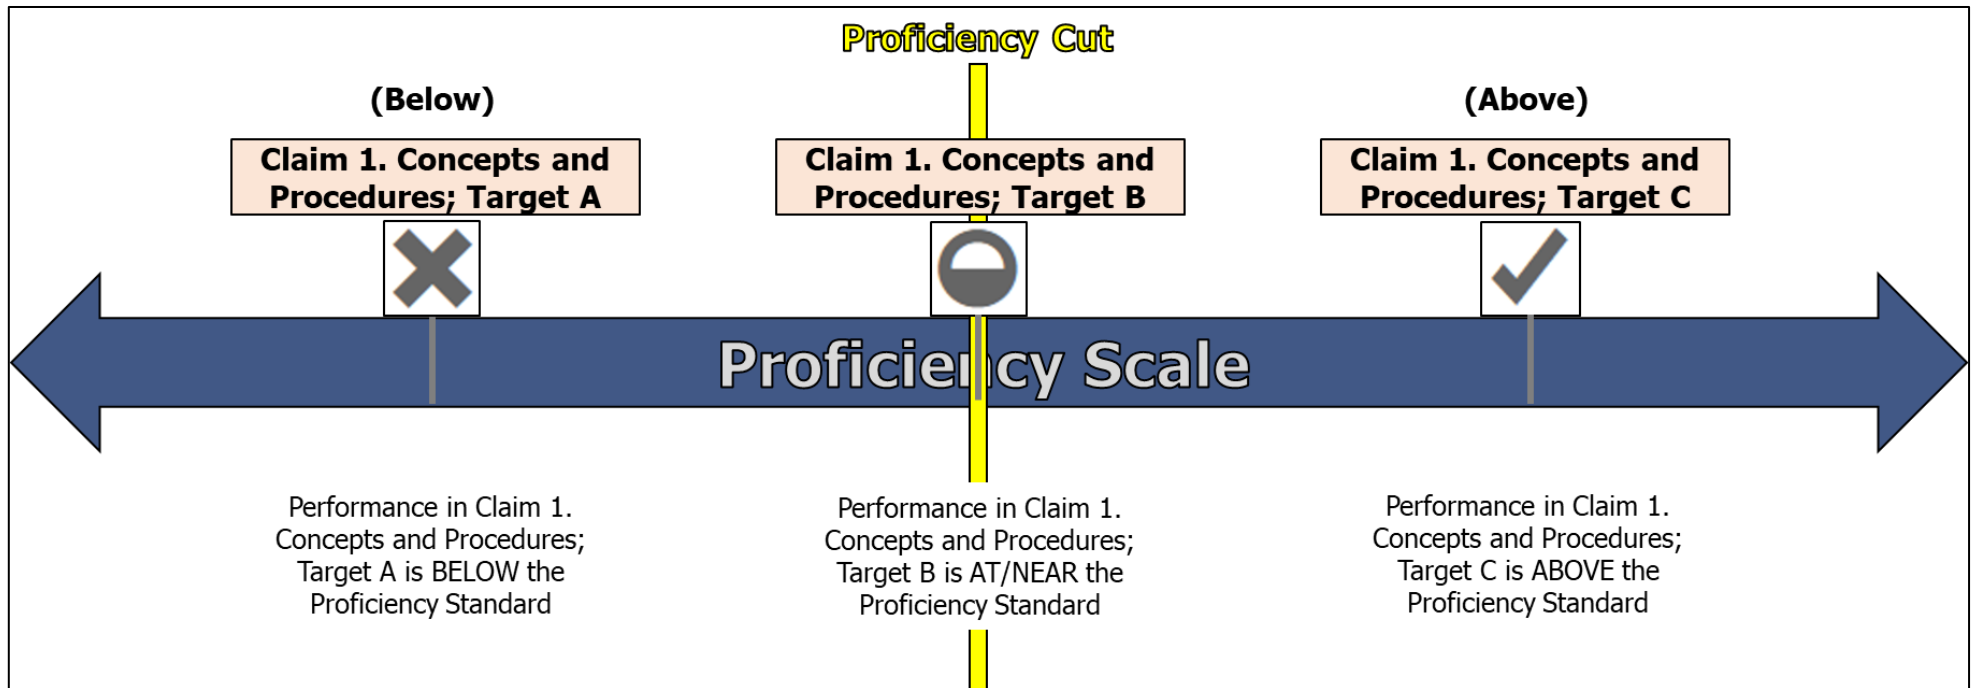 Proficiency Cut
(Below)
(Above)
Claim 1. Concepts and
Procedures; Target A
Claim 1. Concepts and
Procedures; Target B
Claim 1. Concepts and
Procedures; Target C
Proficiency Scale
Performance in Claim 1.
Concepts and Procedures;
Target A is BELOW the
Proficiency Standard
Performance in Claim 1.
Concepts and Procedures;
Target B is AT/NEAR the
Proficiency Standard
Performance in Claim 1.
Concepts and Procedures;
Target C is ABOVE the
Proficiency Standard